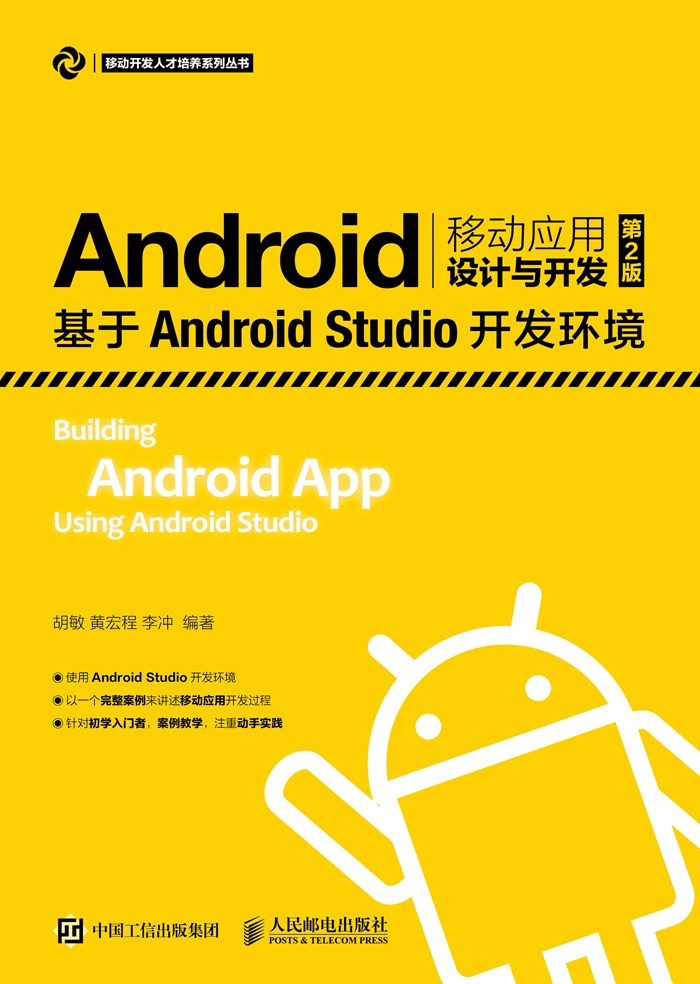 移动开发人才培养系列丛书
Android
移动应用
设计与开发
第2版
基于 Android Studio 开发环境
Building
Android App
Using Android Studio
胡敏 黄宏程 李冲 编著
◉ 使用 Android Studio 开发环境
◉ 以一个完整案例来讲述移动应用开发过程
◉ 针对初学入门者，案例教学，注重动手实践
中国工信出版集团
人民邮电出版社
POSTS & TELECOM PRESS